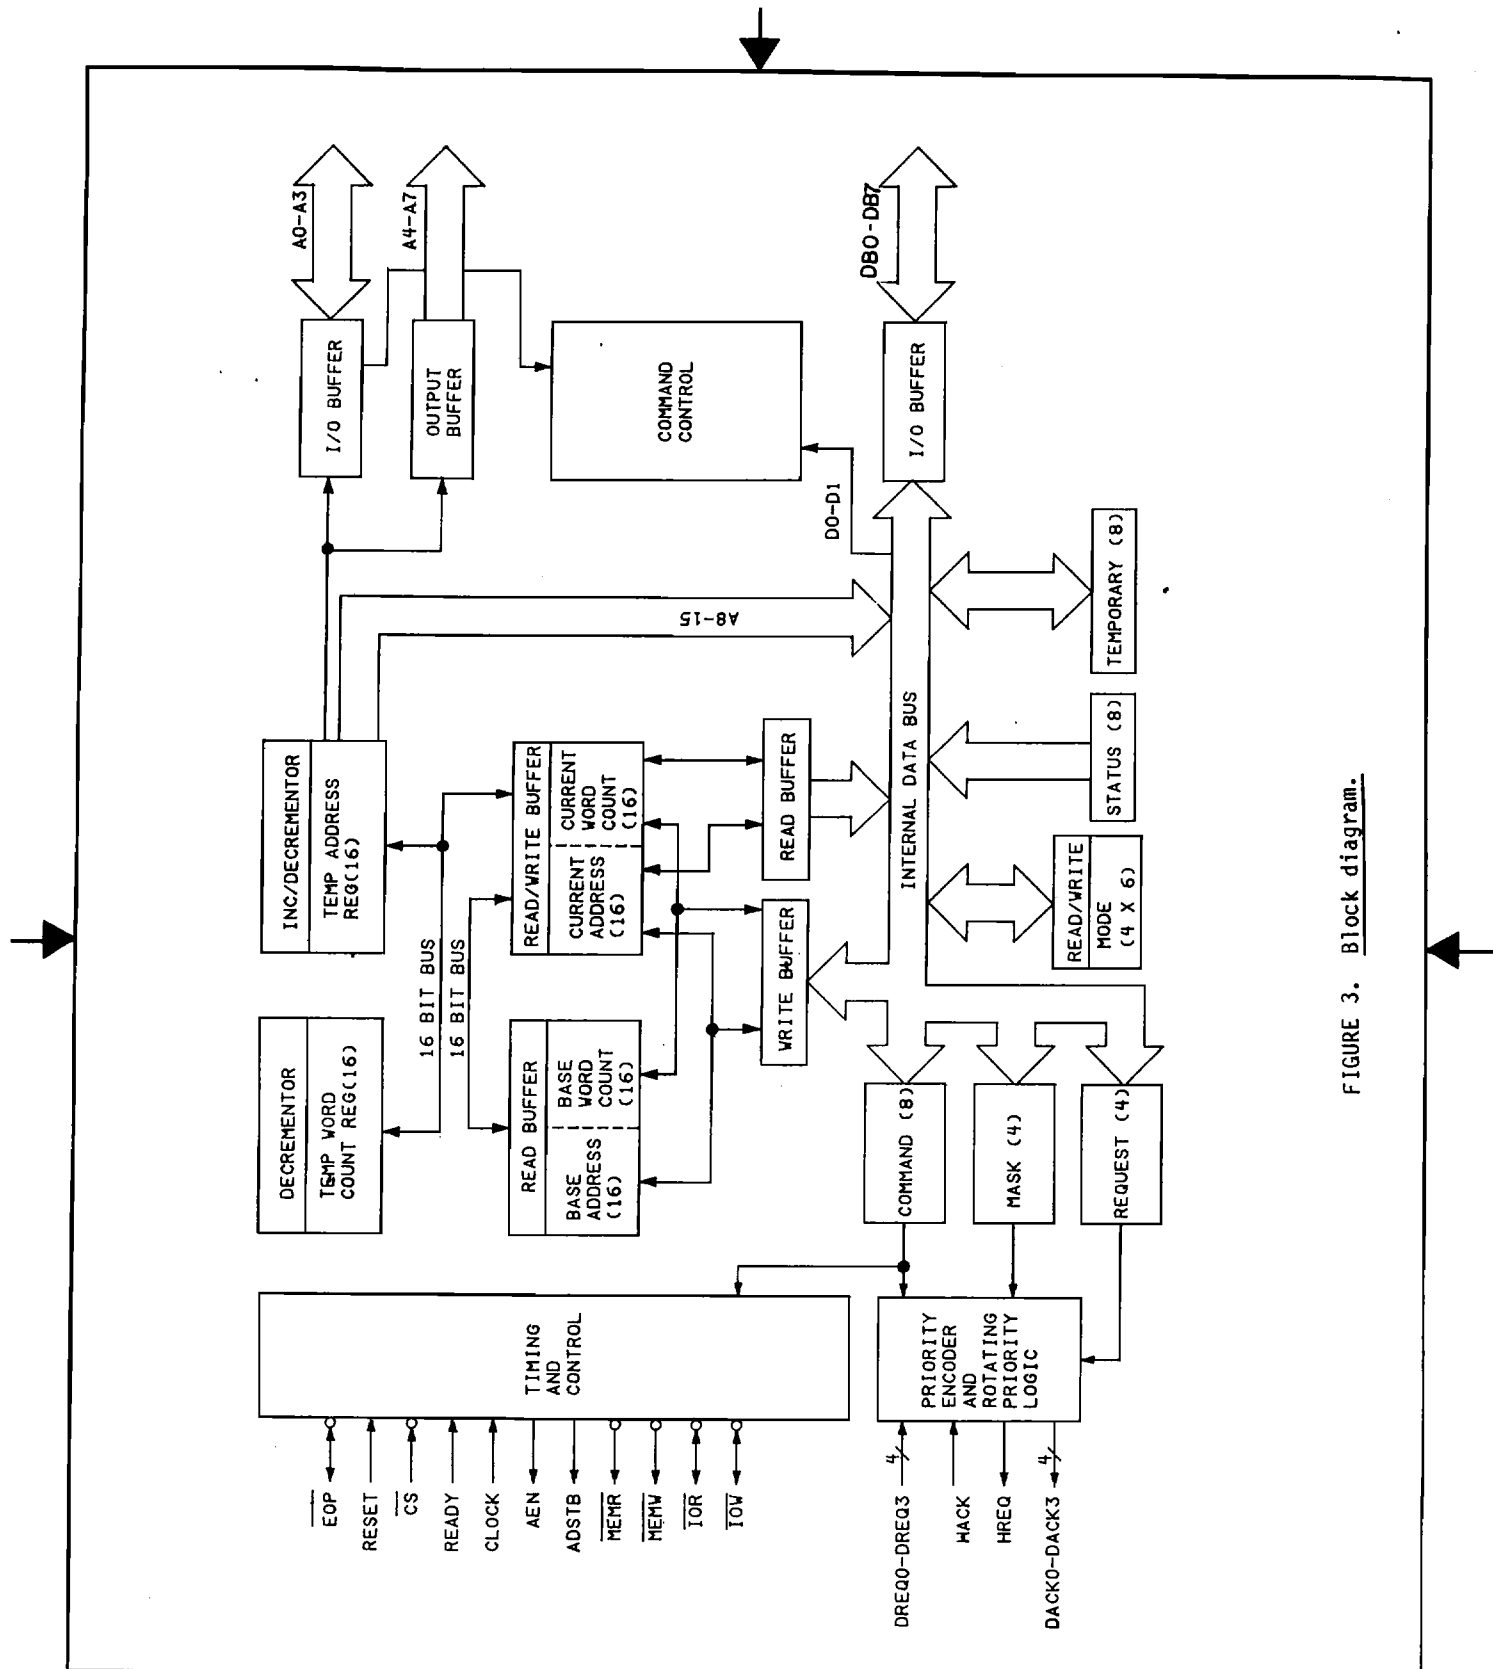 DECREMENTOR
TEMP WORD
COUNT REG(16)
INC/DECREMENTOR
TEMP ADDRESS
REG(16)
16 BIT BUS
16 BIT BUS
I/O BUFFER
A0-A3
OUTPUT
BUFFER
A4-A7
COMMAND
CONTROL
D0-D1
A8-15
READ BUFFER
BASE
ADDRESS
(16)
BASE
WORD
COUNT
(16)
READ/WRITE BUFFER
CURRENT
ADDRESS
(16)
CURRENT
WORD
COUNT
(16)
WRITE BUFFER
READ BUFFER
INTERNAL DATA BUS
I/O BUFFER
DB0-DB7
EOP
RESET
CS
READY
CLOCK
AEN
ADSTB
MEMR
MEMW
IOR
IOW
TIMING
AND
CONTROL
DREQ0-DREQ3
4
HACK
HREQ
DACK0-DACK3
4
PRIORITY
ENCODER
AND
ROTATING
PRIORITY
LOGIC
COMMAND (8)
MASK (4)
REQUEST (4)
READ/WRITE
MODE
(4 X 6)
STATUS (8)
TEMPORARY (8)
FIGURE 3. Block diagram.